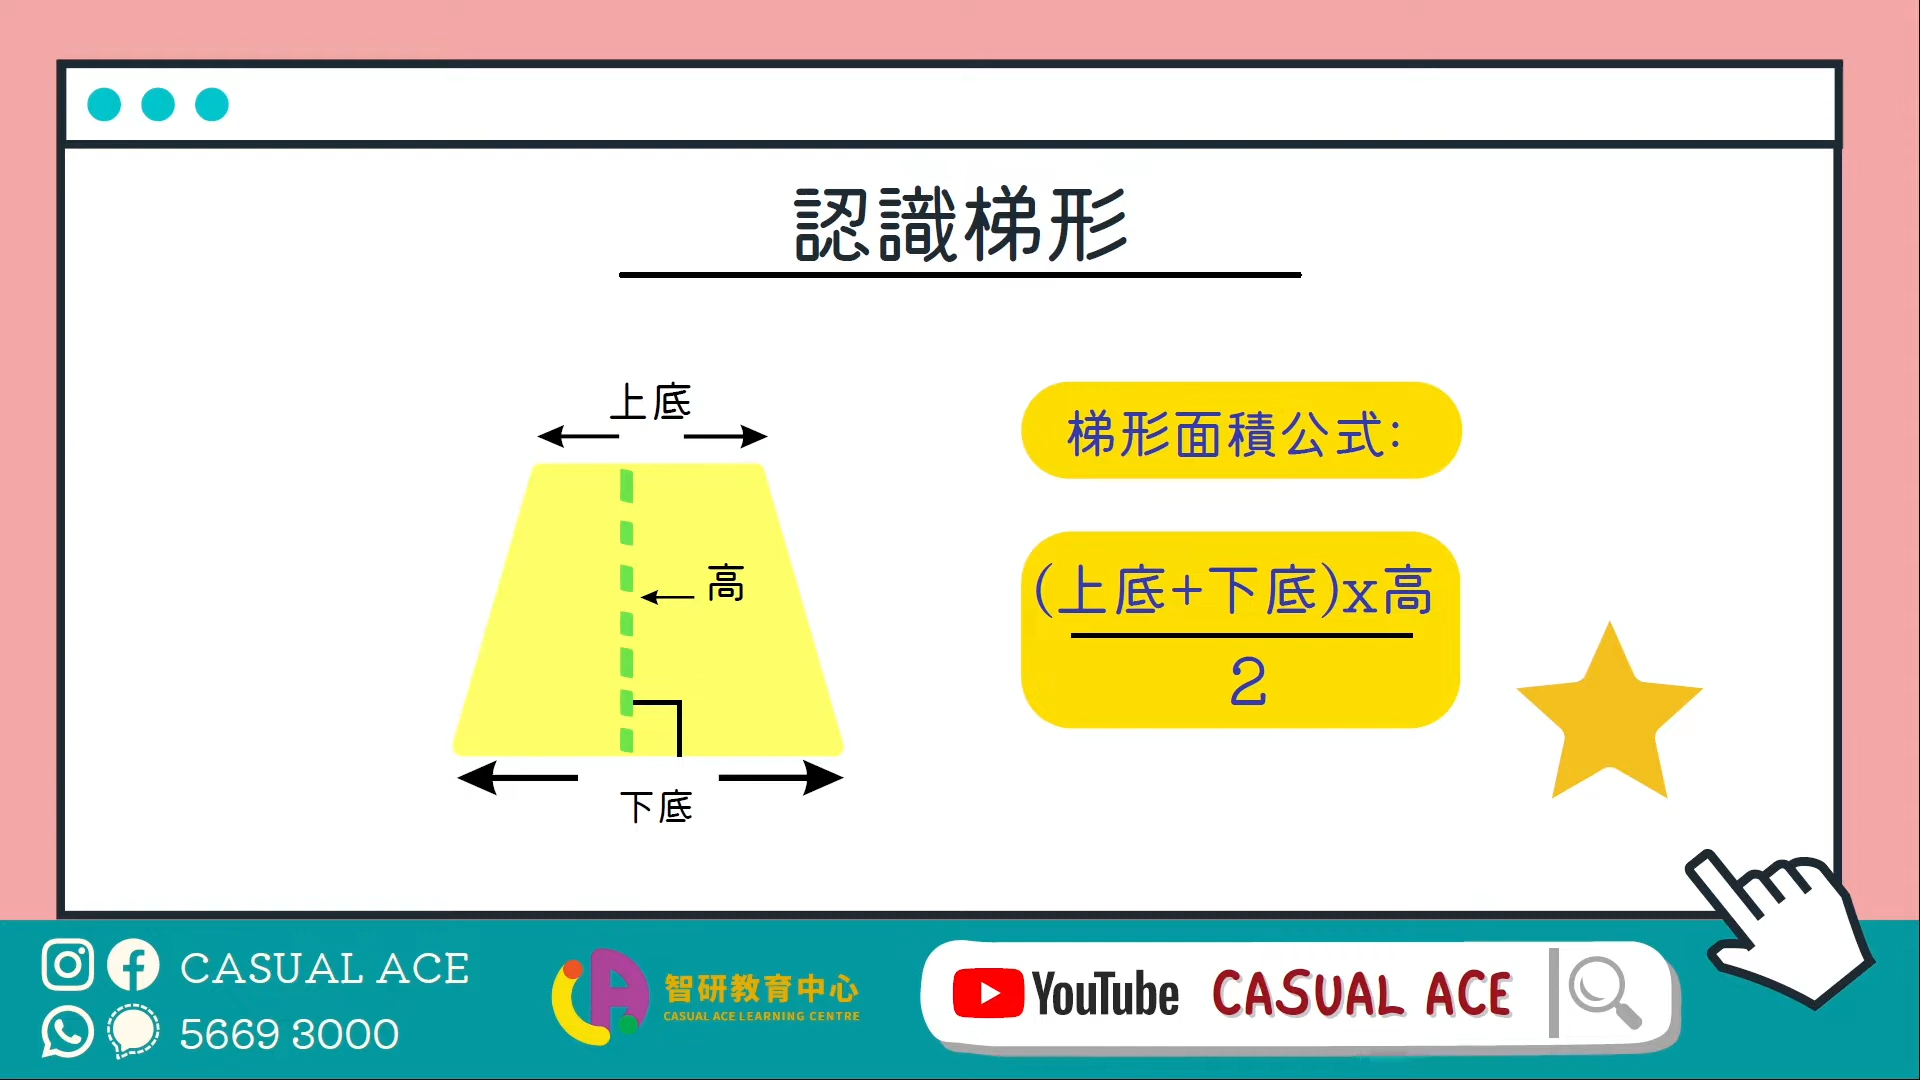 認識梯形
上底
高
下底
梯形面積公式:
(上底+下底)x高
2
CASUAL ACE
5669 3000
智研教育中心
CASUAL ACE LEARNING CENTRE
YouTube CASUAL ACE